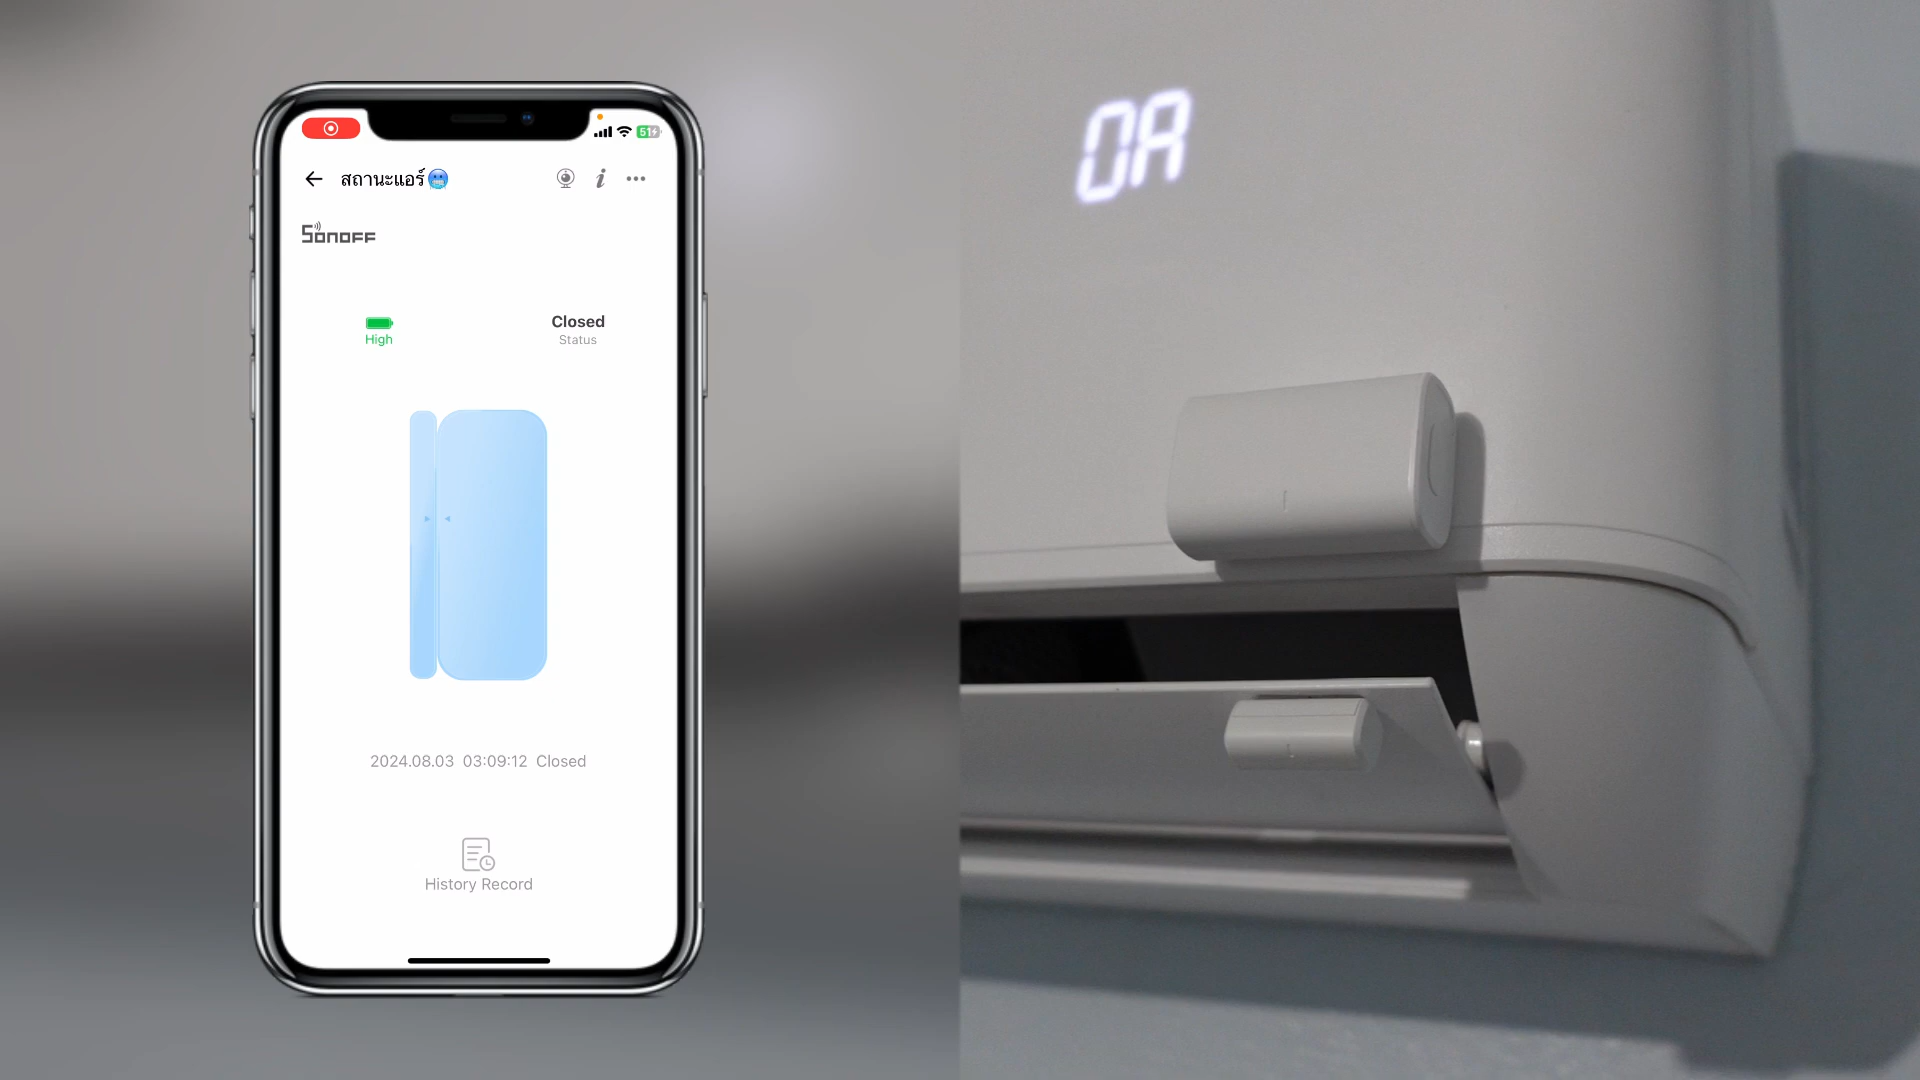 51
สถานะแอร์🥶
SONOFF
High
Closed
Status
2024.08.03 03:09:12 Closed
History Record
0A